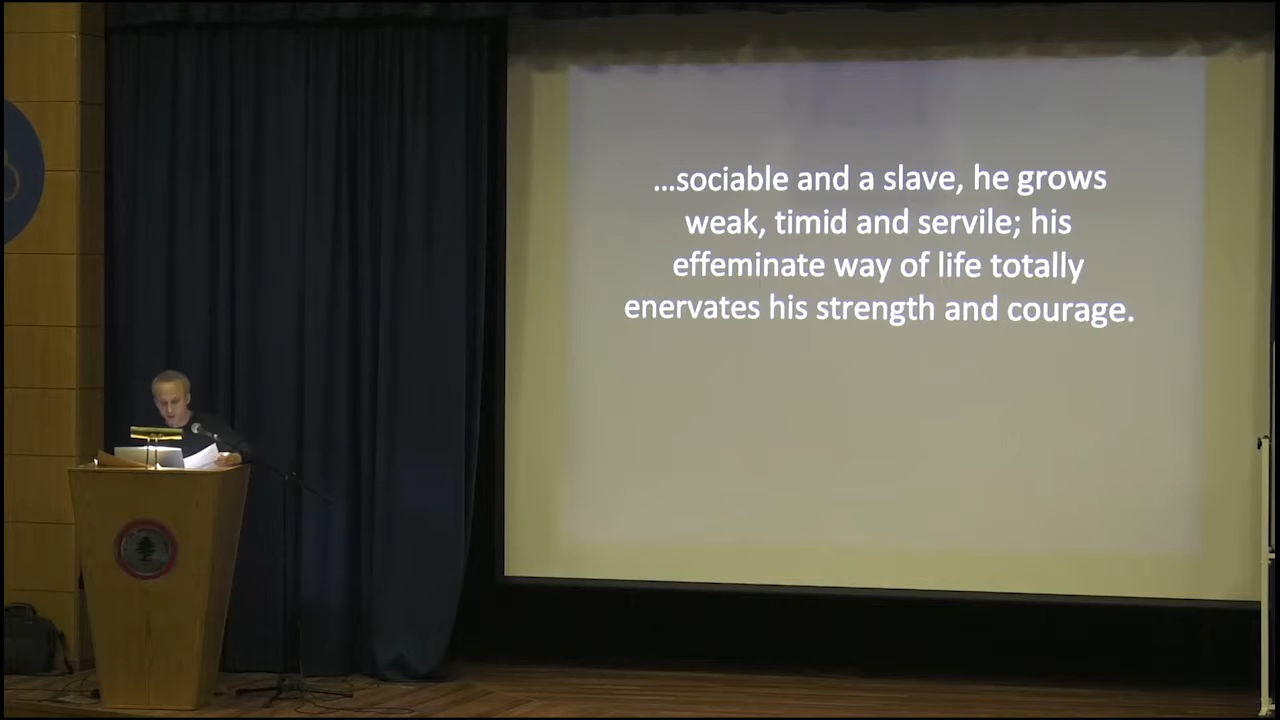 ...sociable and a slave, he grows
weak, timid and servile; his
effeminate way of life totally
enervates his strength and courage.